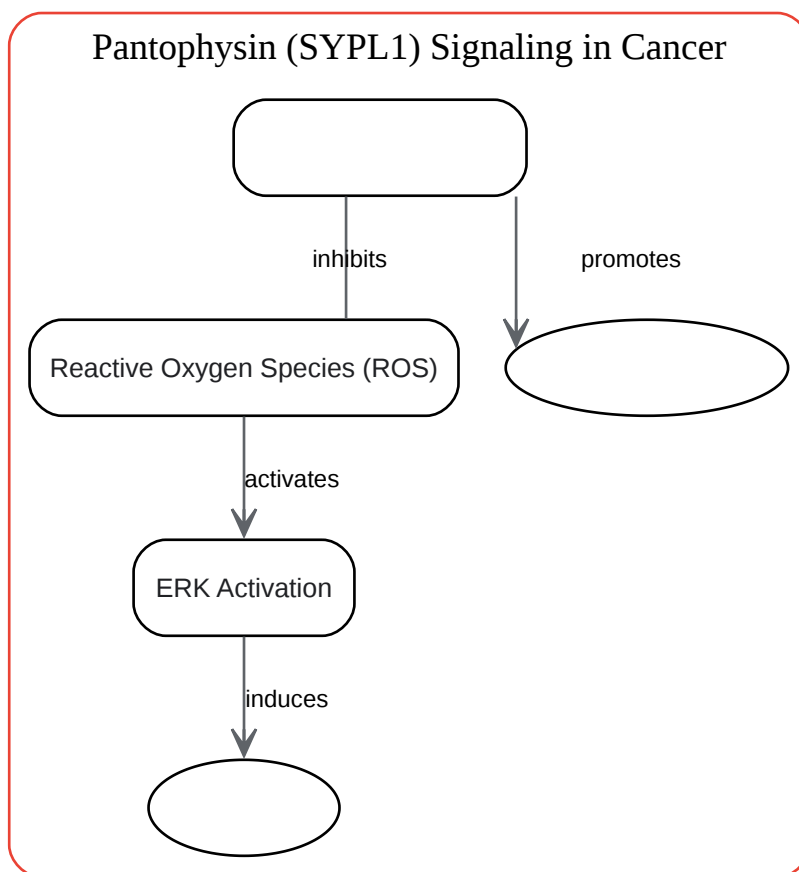 Pantophysin (SYPL1) Signaling in Cancer
inhibits
promotes
Reactive Oxygen Species (ROS)
activates
ERK Activation
induces